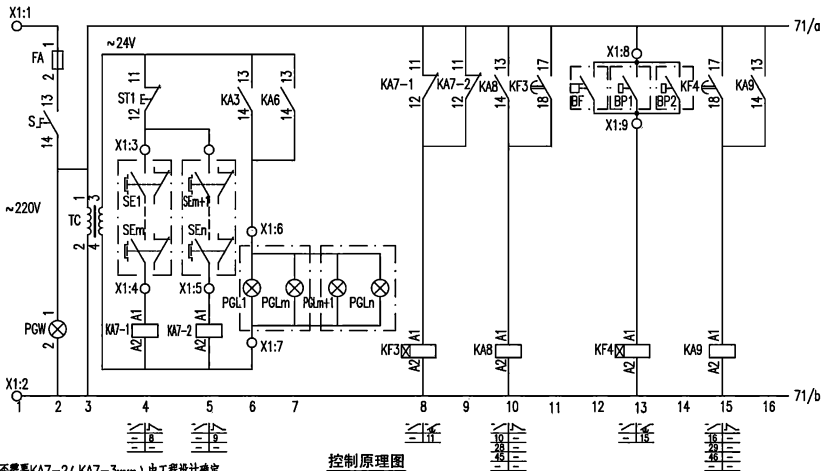 X1:1
71/a
FA
1
2
~24V
S
13
14
ST1
11
12
KA3
13
14
KA6
13
14
KA7-1
11
12
KA7-2
11
12
KA8
13
14
KF3
17
18
X1:8
BF
BP1
BP2
X1:9
KF4
17
18
KA9
13
14
X1:3
SE1
SEm+1
SEm
SEn
~220V
TC
1
3
2
4
X1:4
X1:5
X1:6
PGL1
PGLm
PGLm+1
PGLn
X1:7
PGW
1
2
KA7-1
A1
A2
KA7-2
A1
A2
KF3
A1
A2
KA8
A1
A2
KF4
A1
A2
KA9
A1
A2
X1:2
71/b
1 2 3 4 5 6 7 8 9 10 11 12 13 14 15 16
8
9
11
10
28
45
15
16
29
46
控制原理图